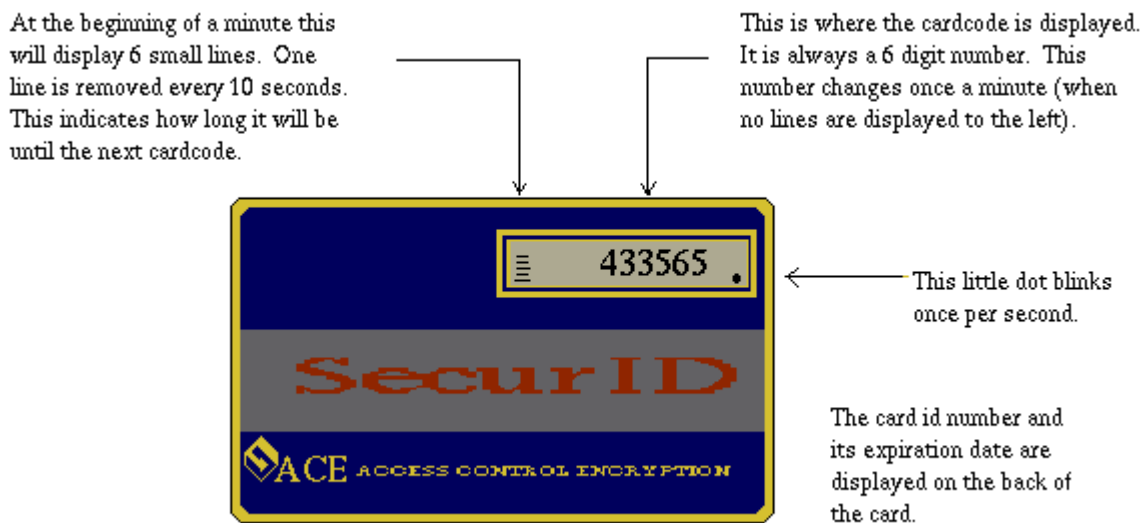 At the beginning of a minute this
will display 6 small lines. One
line is removed every 10 seconds.
This indicates how long it will be
until the next cardcode.
This is where the cardcode is displayed.
It is always a 6 digit number. This
number changes once a minute (when
no lines are displayed to the left).
433565
This little dot blinks
once per second.
SecurID
ACE ACCESS CONTROL ENCRYPTION
The card id number and
its expiration date are
displayed on the back of
the card.